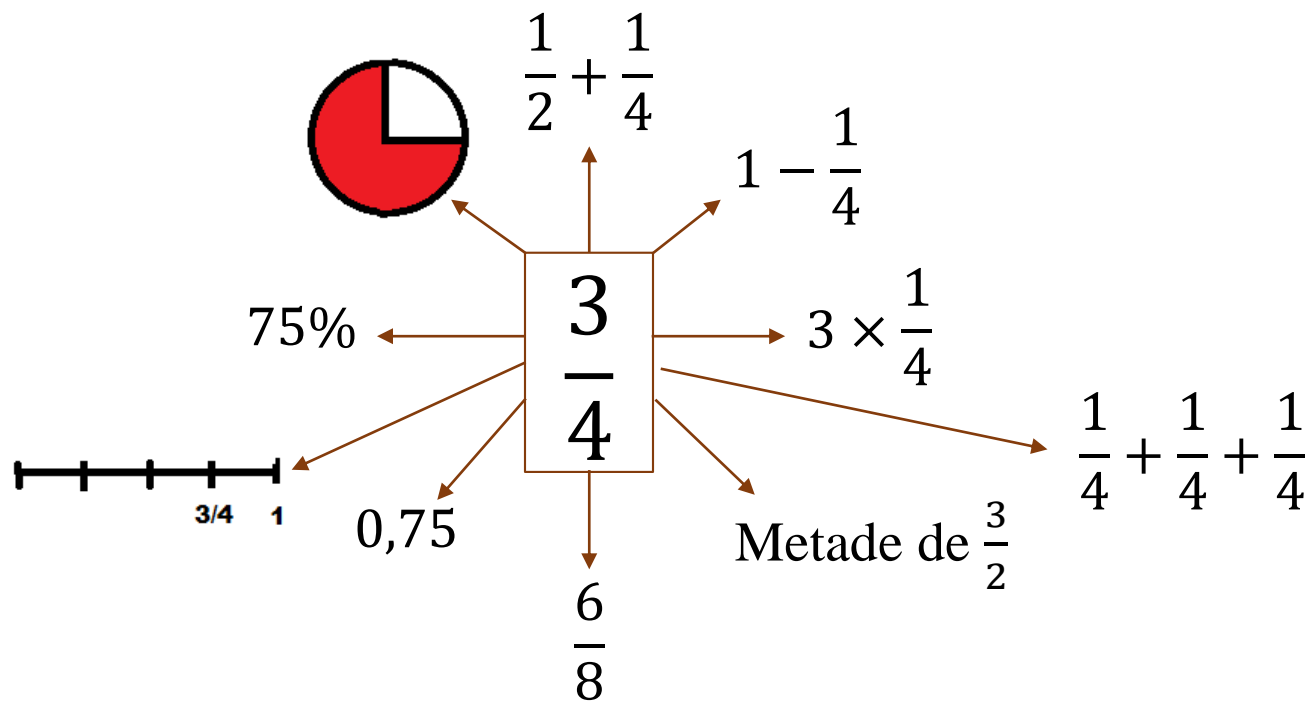 1/2 + 1/4
1 − 1/4
75%
3/4
3 × 1/4
1/4 + 1/4 + 1/4
3/4 1
0,75
Metade de 3/2
6/8